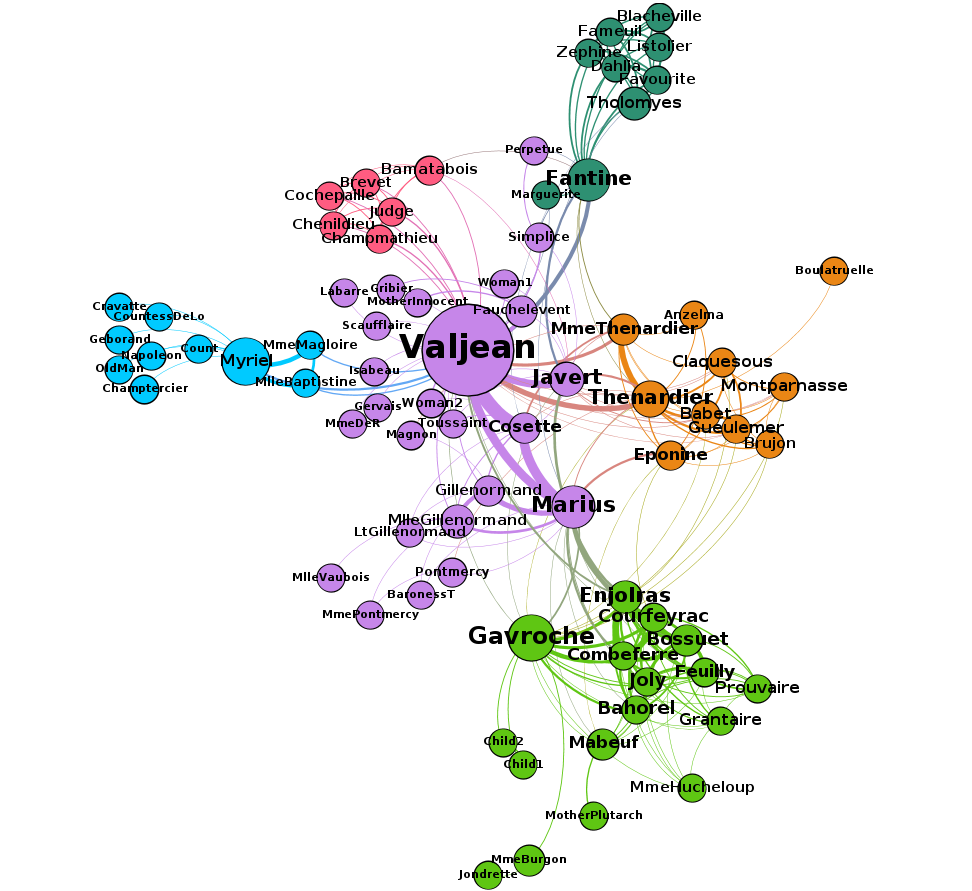 Blacheville
Fameuil
Listolier
Zephine
Dahlia
Favourite
Tholomyes
Perpetue
Bamatabois
Fantine
Brevet
Cochepaille
Marguerite
Judge
Chenildieu
Champmathieu
Simplice
Boulatruelle
Woman1
Labarre
Gribier
MotherInnocent
Cravatte
CountessDeLo
Fauchelevent
Anzelma
Scaufflaire
MmeThenardier
Geborand
MmeMagloire
Valjean
Count
Napoleon
Myriel
Claquesous
OldMan
Isabeau
Javert
MlleBaptistine
Champtercier
Montparnasse
Thenardier
Woman2
Gervais
Babet
MmeDeR
Toussaint
Cosette
Gueulemer
Magnon
Brujon
Eponine
Gillenormand
Marius
MlleGillenormand
LtGillenormand
Pontmercy
MlleVaubois
BaronessT
Enjolras
MmePontmercy
Courfeyrac
Gavroche
Bossuet
Combeferre
Feuilly
Joly
Prouvaire
Bahorel
Grantaire
Child2
Mabeuf
Child1
MmeHucheloup
MotherPlutarch
MmeBurgon
Jondrette